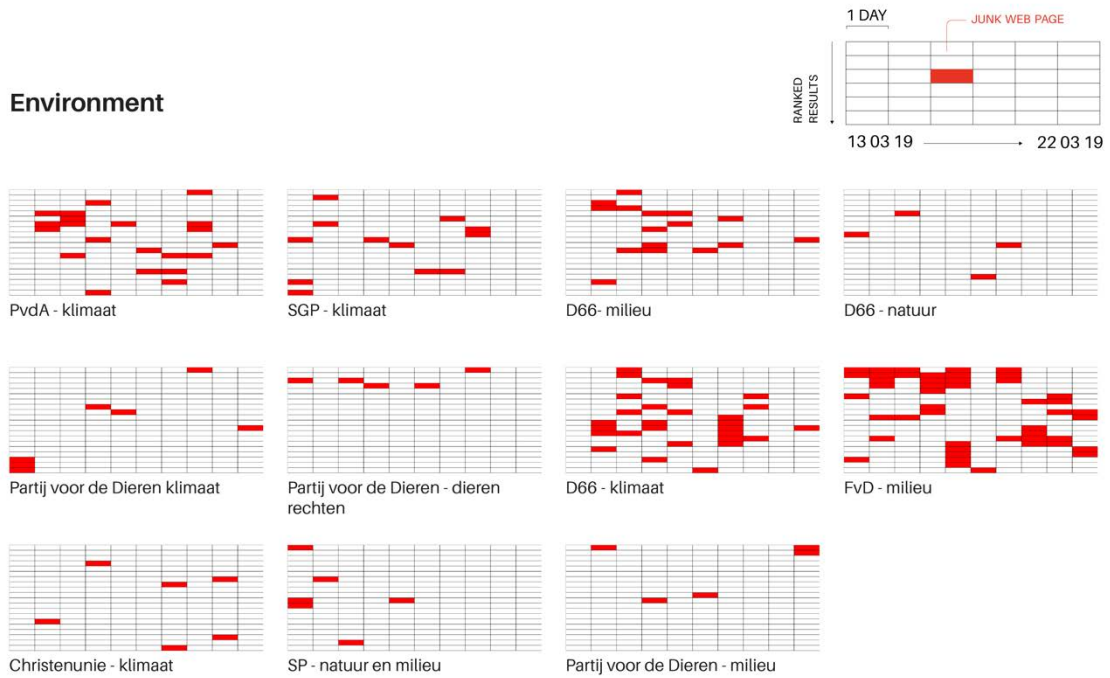 1 DAY
JUNK WEB PAGE
RANKED
RESULTS
13 03 19
22 03 19
Environment
PvdA - klimaat
SGP - klimaat
D66- milieu
D66 - natuur
Partij voor de Dieren klimaat
Partij voor de Dieren - dieren
rechten
D66 - klimaat
FvD - milieu
Christenunie - klimaat
SP - natuur en milieu
Partij voor de Dieren - milieu